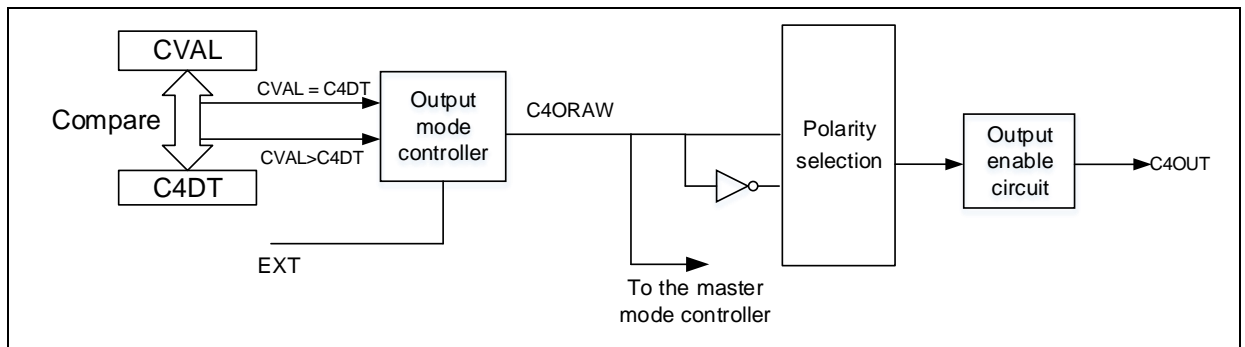 CVAL
Compare
C4DT
CVAL = C4DT
CVAL>C4DT
EXT
Output
mode
controller
C4ORAW
To the master
mode controller
Polarity
selection
Output
enable
circuit
C4OUT